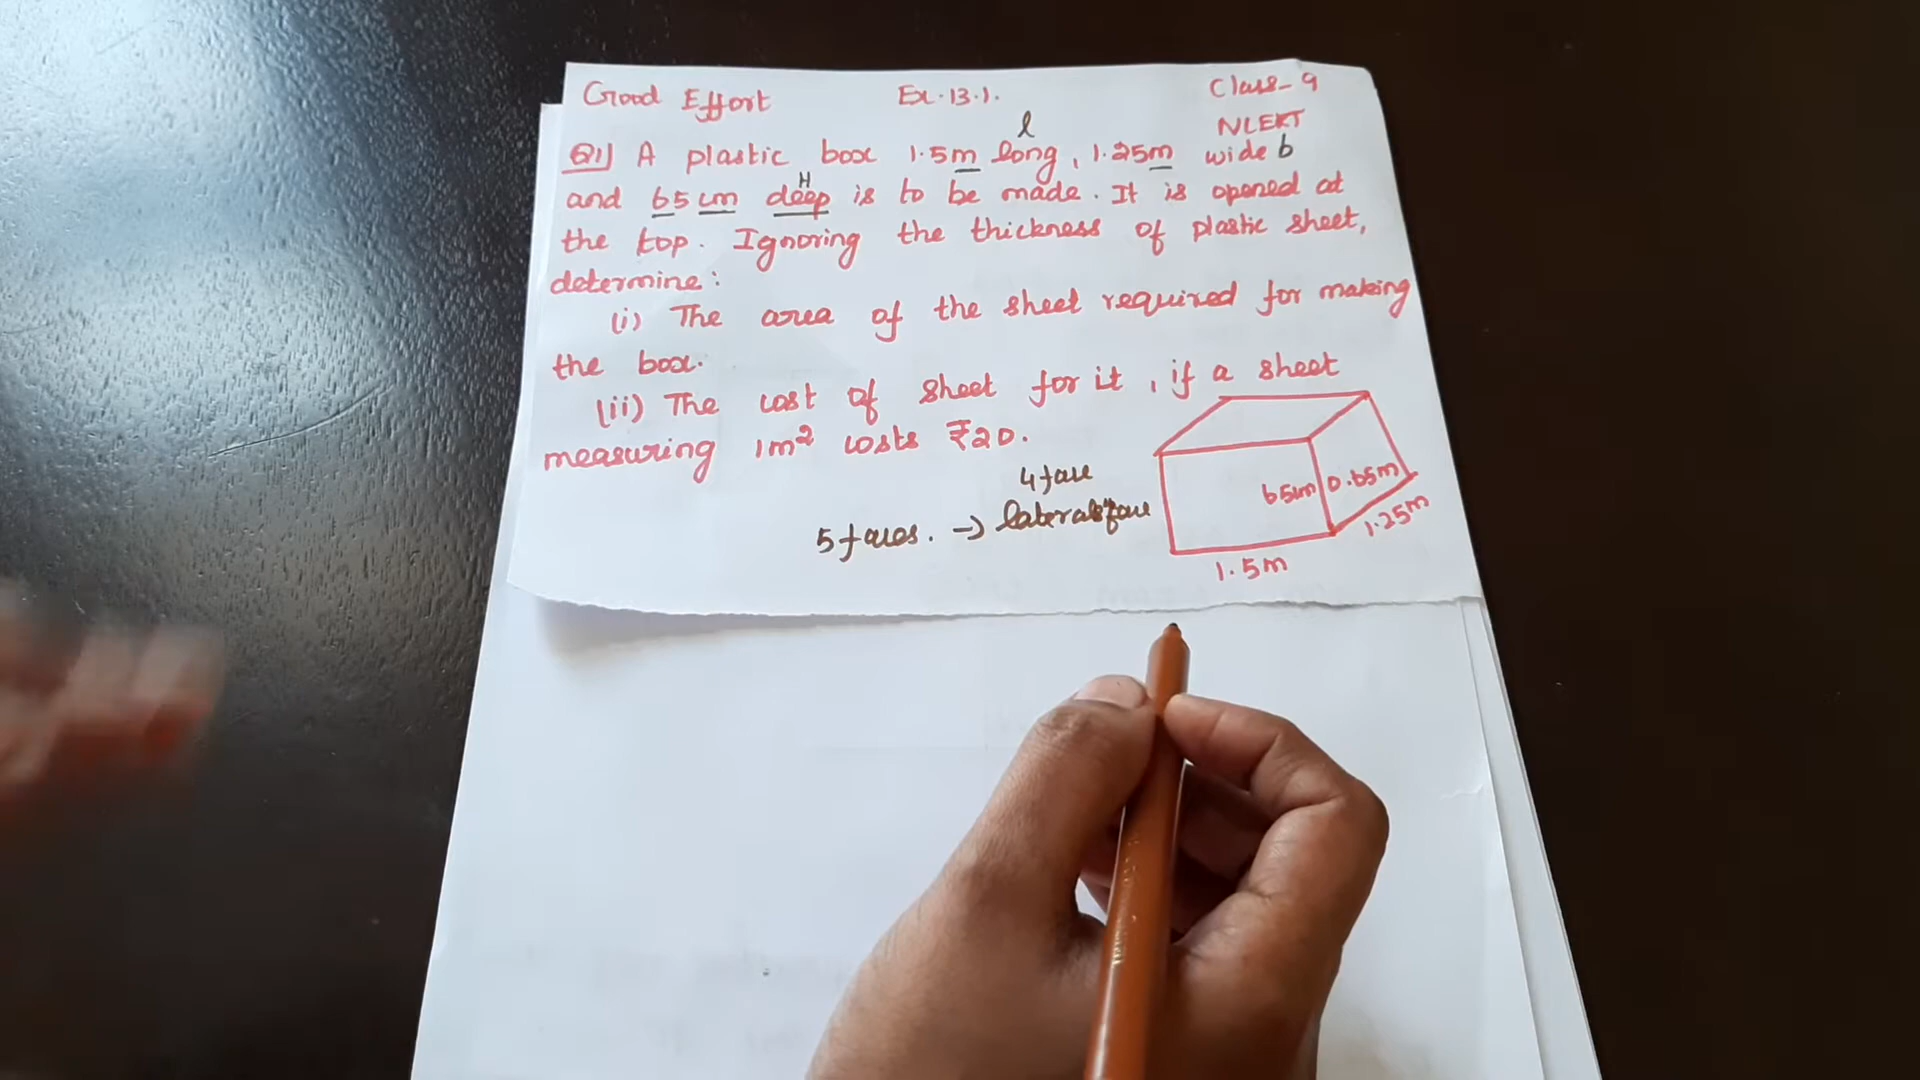 Good Effort Ex.13.1. Class-9
NCERT
l
Q1) A plastic box 1.5m long, 1.25m wide b
H
and 65cm deep is to be made. It is opened at
the top. Ignoring the thickness of plastic sheet,
determine:
(i) The area of the sheet required for making
the box.
(ii) The cost of sheet for it, if a sheet
measuring 1m² costs ₹20.
4 face
5 faces. → lateral face
65cm 0.65m
1.25m
1.5m